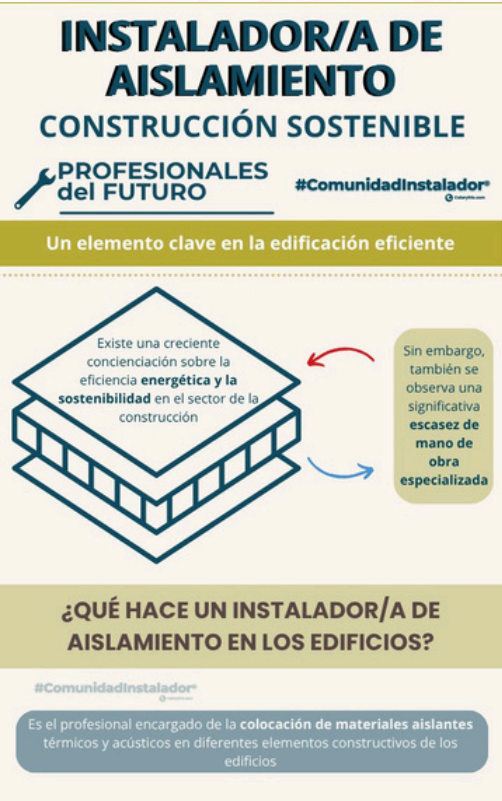 INSTALADOR/A DE
AISLAMIENTO
CONSTRUCCIÓN SOSTENIBLE
PROFESIONALES
del FUTURO
#ComunidadInstalador®
Un elemento clave en la edificación eficiente
Existe una creciente
concienciación sobre la
eficiencia energética y la
sostenibilidad en el sector de la
construcción
Sin embargo,
también se
observa una
significativa
escasez de
mano de
obra
especializada
¿QUÉ HACE UN INSTALADOR/A DE
AISLAMIENTO EN LOS EDIFICIOS?
#ComunidadInstalador®
Es el profesional encargado de la colocación de materiales aislantes
térmicos y acústicos en diferentes elementos constructivos de los
edificios